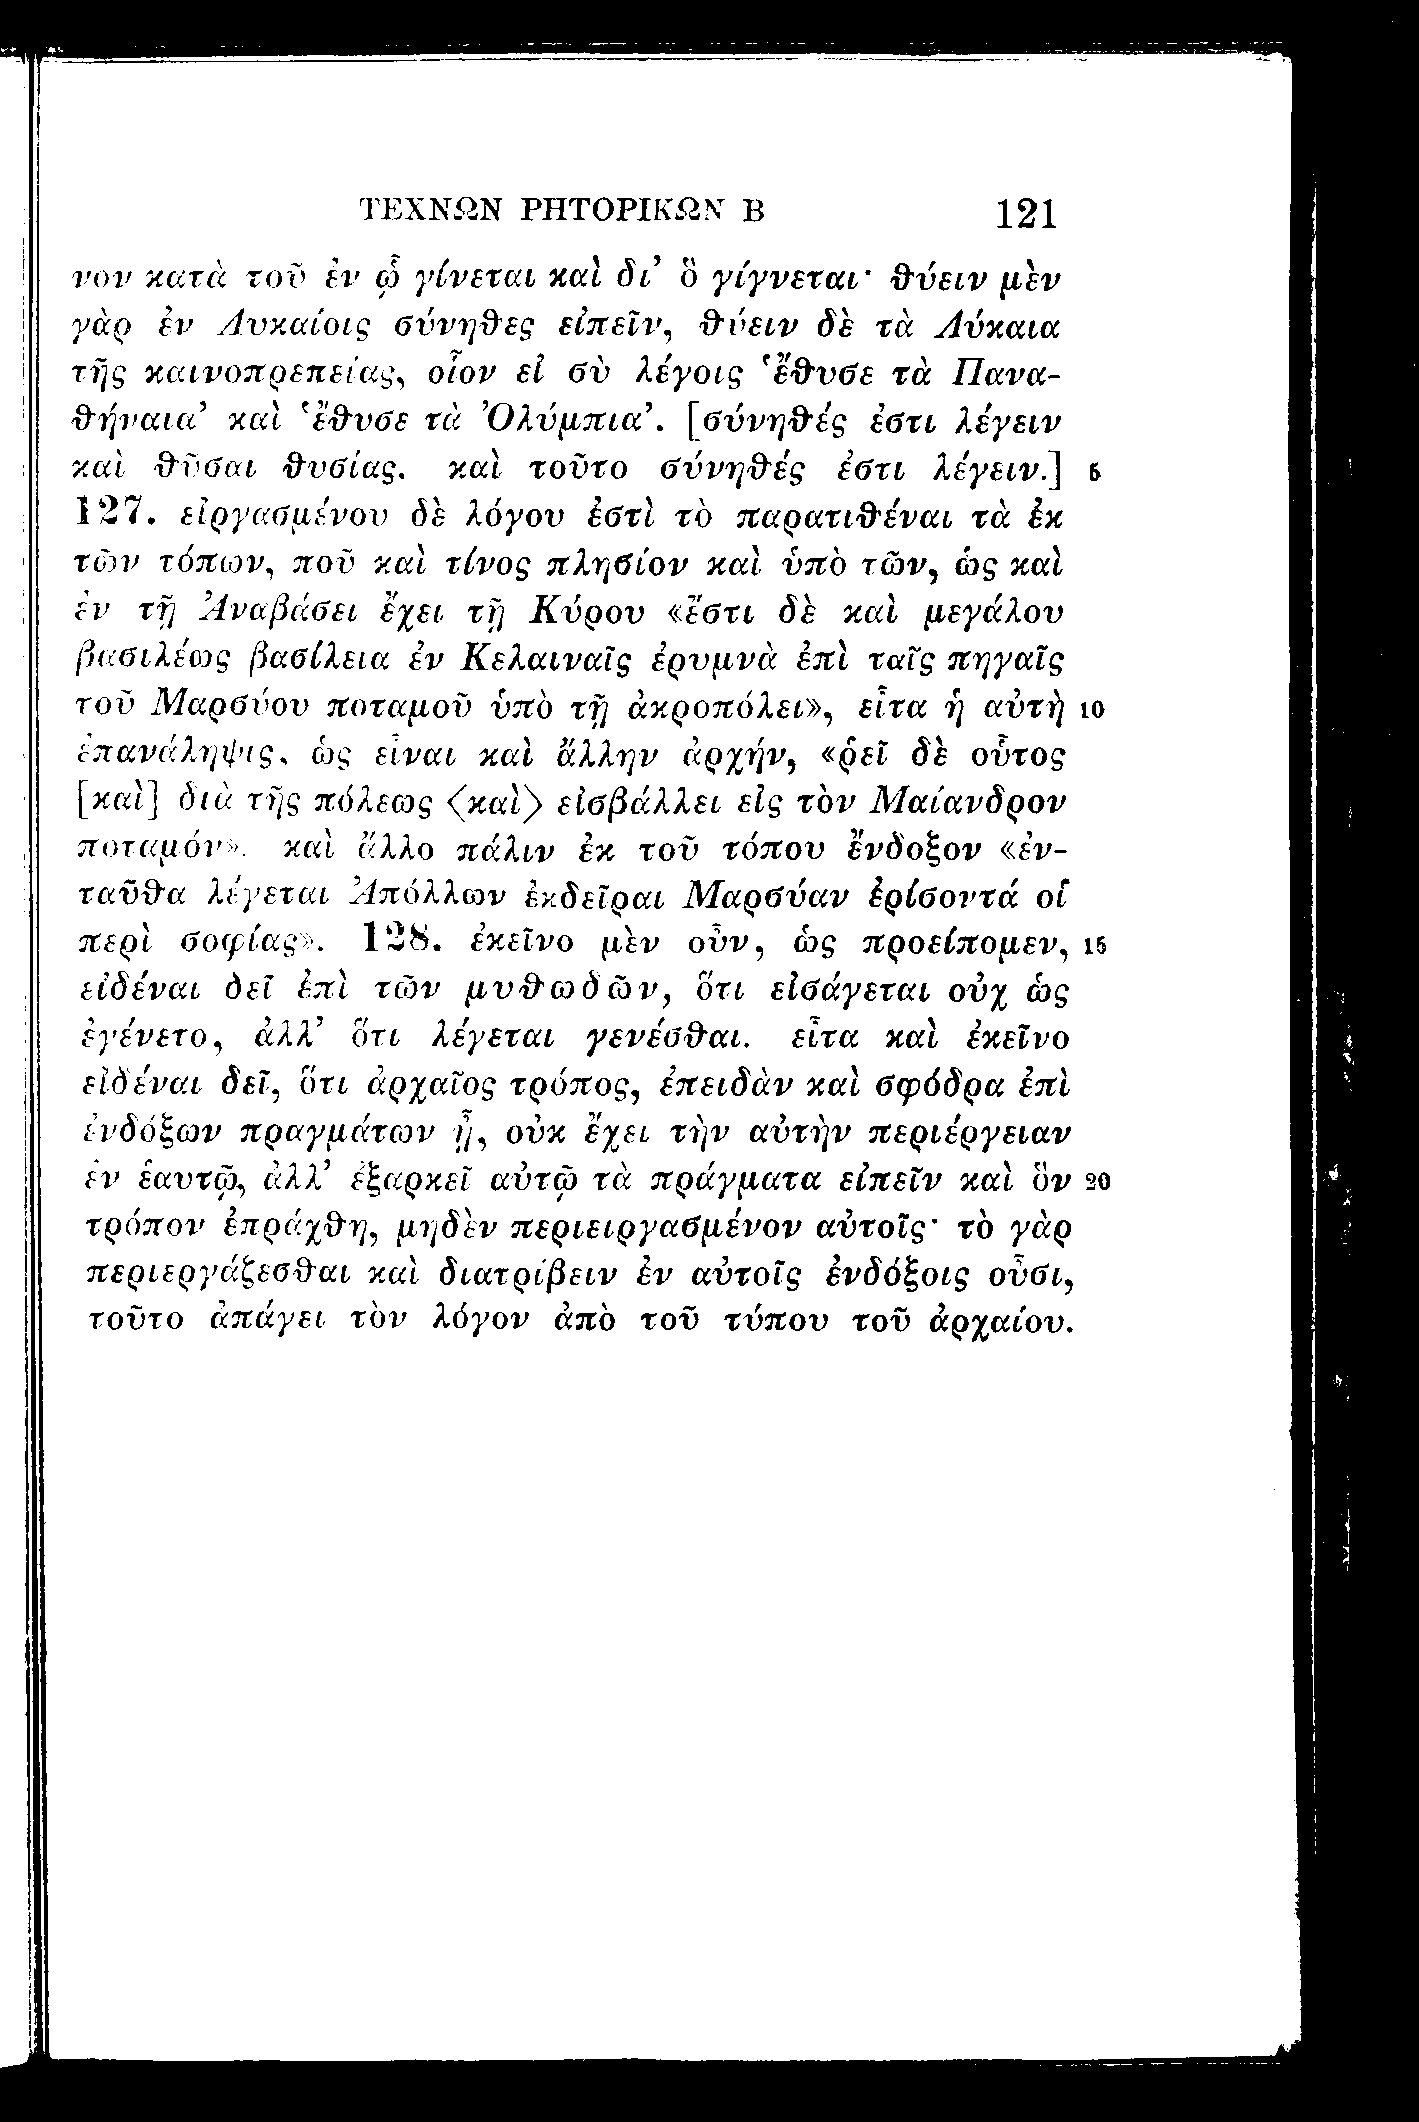 ΤΕΧΝΩΝ ΡΗΤΟΡΙΚΩΝ Β 121
νον κατὰ τοῦ ἐν ᾧ γίνεται καὶ δι’ ὃ γίγνεται· θύειν μὲν
γὰρ ἐν Λυκαίοις σύνηθες εἰπεῖν, θύειν δὲ τὰ Λύκαια
τῆς καινοπρεπείας, οἷον εἰ σὺ λέγοις ‘ἔθυσε τὰ Πανα-
θήναια’ καὶ ‘ἔθυσε τὰ Ὀλύμπια’. [σύνηθές ἐστι λέγειν
καὶ θῦσαι θυσίας. καὶ τοῦτο σύνηθές ἐστι λέγειν.] 5
127. εἰργασμένου δὲ λόγου ἐστὶ τὸ παρατιθέναι τὰ ἐκ
τῶν τόπων, ποῦ καὶ τίνος πλησίον καὶ ὑπὸ τῶν, ὡς καὶ
ἐν τῇ Ἀναβάσει ἔχει τῇ Κύρου «ἔστι δὲ καὶ μεγάλου
βασιλέως βασίλεια ἐν Κελαιναῖς ἐρυμνὰ ἐπὶ ταῖς πηγαῖς
τοῦ Μαρσύου ποταμοῦ ὑπὸ τῇ ἀκροπόλει», εἶτα ἡ αὐτὴ 10
ἐπανάληψις, ὡς εἶναι καὶ ἄλλην ἀρχήν, «ῥεῖ δὲ οὗτος
[καὶ] διὰ τῆς πόλεως ⟨καὶ⟩ εἰσβάλλει εἰς τὸν Μαίανδρον
ποταμόν». καὶ ἄλλο πάλιν ἐκ τοῦ τόπου ἔνδοξον «ἐν-
ταῦθα λέγεται Ἀπόλλων ἐκδεῖραι Μαρσύαν ἐρίσοντά οἱ
περὶ σοφίας». 128. ἐκεῖνο μὲν οὖν, ὡς προείπομεν, 15
εἰδέναι δεῖ ἐπὶ τῶν μυθωδῶν, ὅτι εἰσάγεται οὐχ ὡς
ἐγένετο, ἀλλ’ ὅτι λέγεται γενέσθαι. εἶτα καὶ ἐκεῖνο
εἰδέναι δεῖ, ὅτι ἀρχαῖος τρόπος, ἐπειδὰν καὶ σφόδρα ἐπὶ
ἐνδόξων πραγμάτων ᾖ, οὐκ ἔχει τὴν αὐτὴν περιέργειαν
ἐν ἑαυτῷ, ἀλλ’ ἐξαρκεῖ αὐτῷ τὰ πράγματα εἰπεῖν καὶ ὃν 20
τρόπον ἐπράχθη, μηδὲν περιειργασμένον αὐτοῖς· τὸ γὰρ
περιεργάζεσθαι καὶ διατρίβειν ἐν αὐτοῖς ἐνδόξοις οὖσι,
τοῦτο ἀπάγει τὸν λόγον ἀπὸ τοῦ τύπου τοῦ ἀρχαίου.